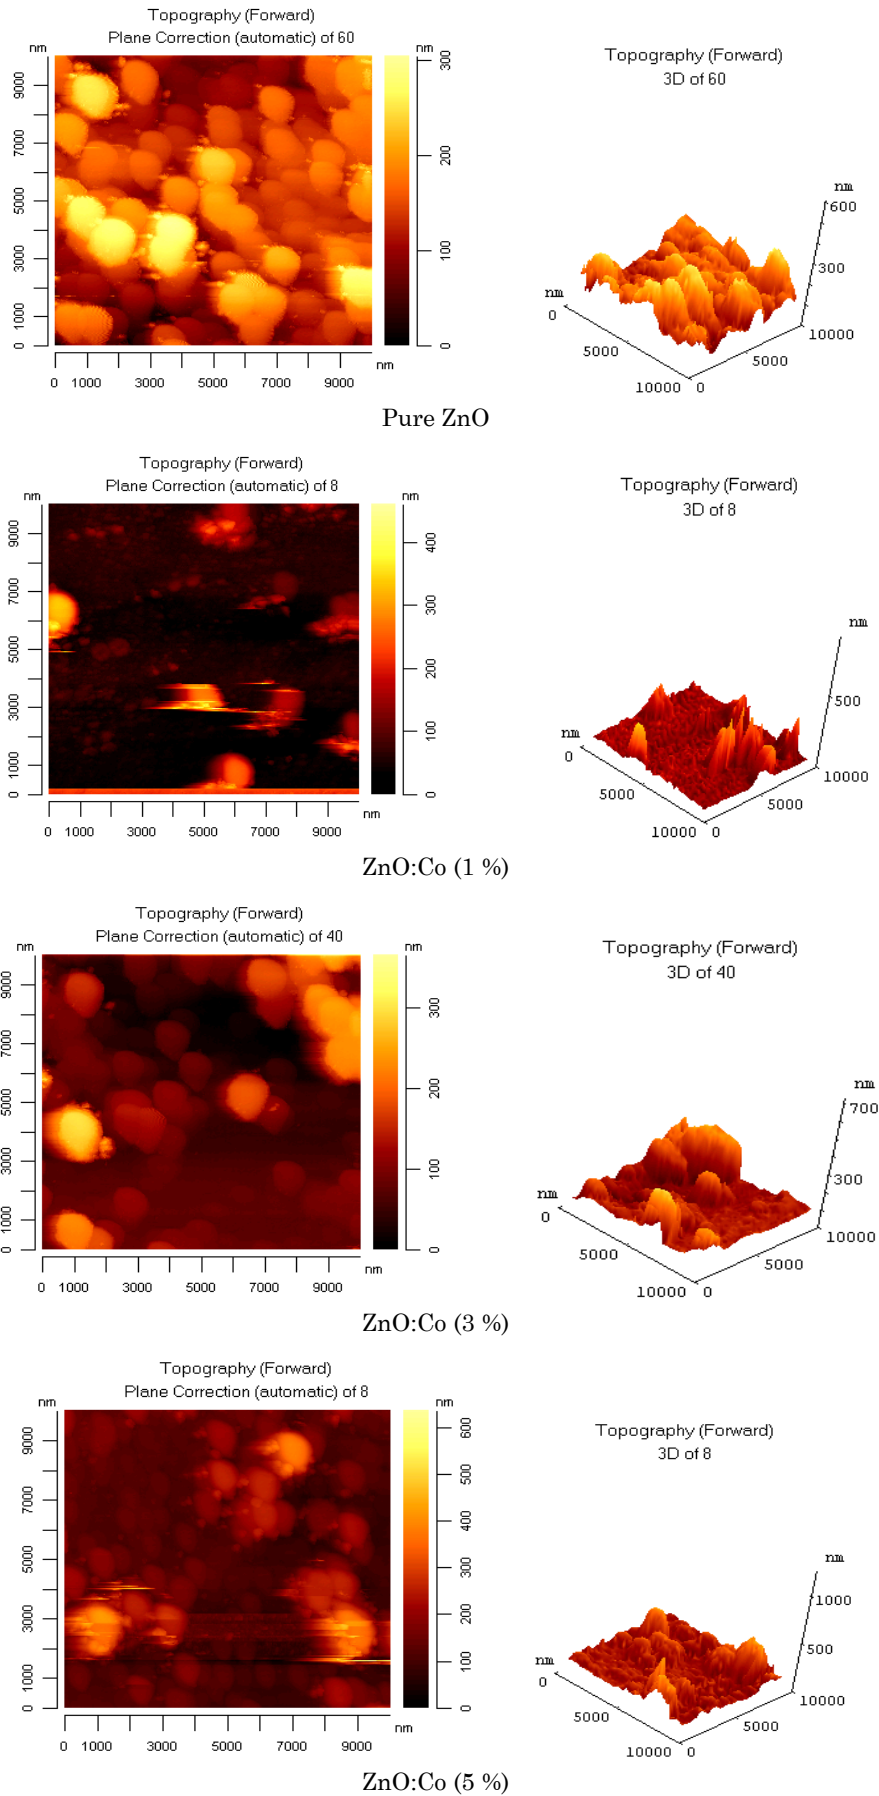 Topography (Forward)
Plane Correction (automatic) of 60
nm
9000
7000
5000
3000
1000
0
0 1000 3000 5000 7000 9000
nm
300
200
100
0
Topography (Forward)
3D of 60
nm
600
300
10000
5000
0
nm
0
5000
10000
Pure ZnO
Topography (Forward)
Plane Correction (automatic) of 8
nm
9000
7000
5000
3000
1000
0
0 1000 3000 5000 7000 9000
nm
nm
400
300
200
100
0
Topography (Forward)
3D of 8
nm
500
10000
5000
0
nm
0
5000
10000
ZnO:Co (1 %)
Topography (Forward)
Plane Correction (automatic) of 40
nm
9000
7000
5000
3000
1000
0
0 1000 3000 5000 7000 9000
nm
nm
300
200
100
0
Topography (Forward)
3D of 40
nm
700
300
10000
5000
0
nm
0
5000
10000
ZnO:Co (3 %)
Topography (Forward)
Plane Correction (automatic) of 8
nm
9000
7000
5000
3000
1000
0
0 1000 3000 5000 7000 9000
nm
nm
600
500
400
300
200
100
0
Topography (Forward)
3D of 8
nm
1000
500
10000
5000
0
nm
0
5000
10000
ZnO:Co (5 %)